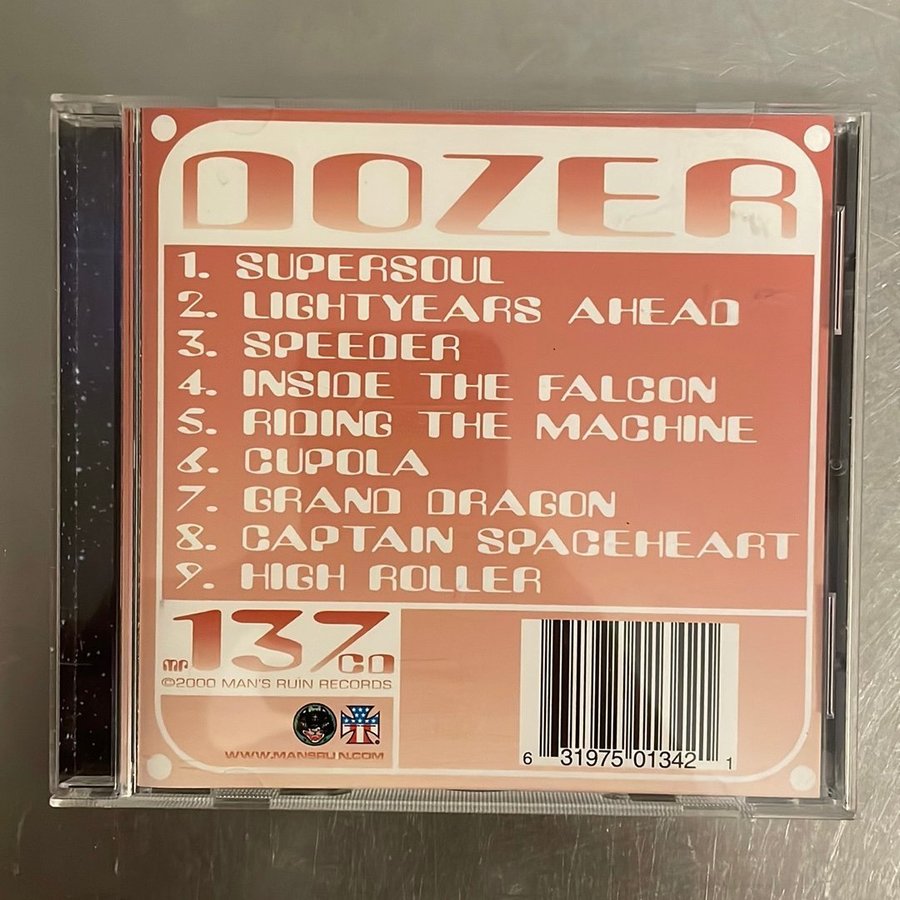 DOZER
1. SUPERSOUL
2. LIGHTYEARS AHEAD
3. SPEEDER
4. INSIDE THE FALCON
5. RIDING THE MACHINE
6. CUPOLA
7. GRAND DRAGON
8. CAPTAIN SPACEHEART
9. HIGH ROLLER
MR 137 CD
©2000 MAN'S RUIN RECORDS
WWW.MANSRUIN.COM
6 31975 01342 1